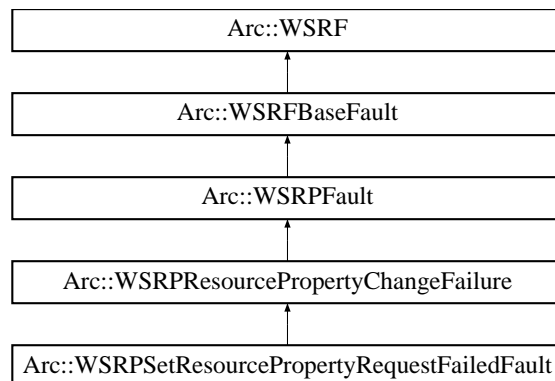 Arc::WSRF
Arc::WSRFBaseFault
Arc::WSRPFault
Arc::WSRPResourcePropertyChangeFailure
Arc::WSRPSetResourcePropertyRequestFailedFault